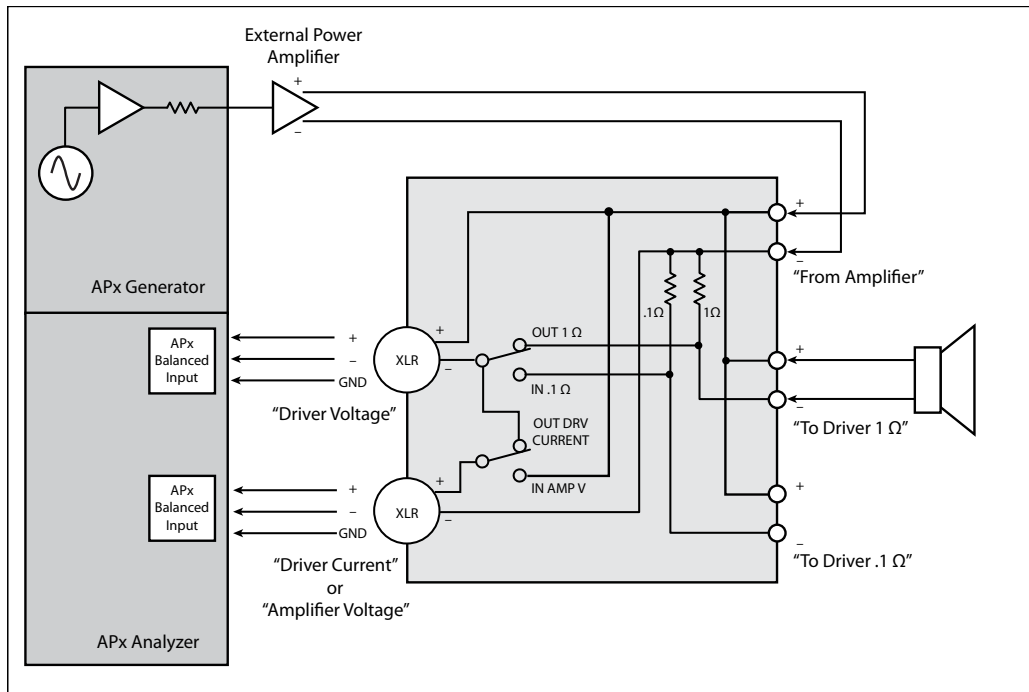 External Power
Amplifier
+
–
APx Generator
+
–
"From Amplifier"
.1Ω
1Ω
APx
Balanced
Input
+
–
GND
XLR
+
–
OUT 1 Ω
IN .1 Ω
"Driver Voltage"
+
–
"To Driver 1 Ω"
OUT DRV
CURRENT
IN AMP V
APx
Balanced
Input
+
–
GND
XLR
+
–
+
–
"To Driver .1 Ω"
"Driver Current"
or
"Amplifier Voltage"
APx Analyzer